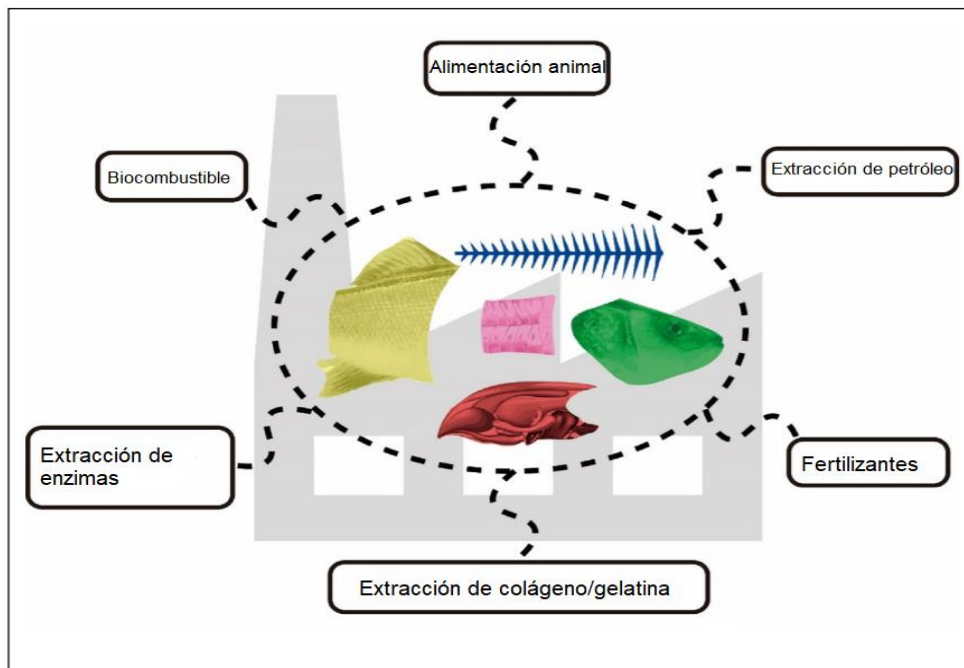 Alimentación animal
Biocombustible
Extracción de petróleo
Extracción de
enzimas
Fertilizantes
Extracción de colágeno/gelatina